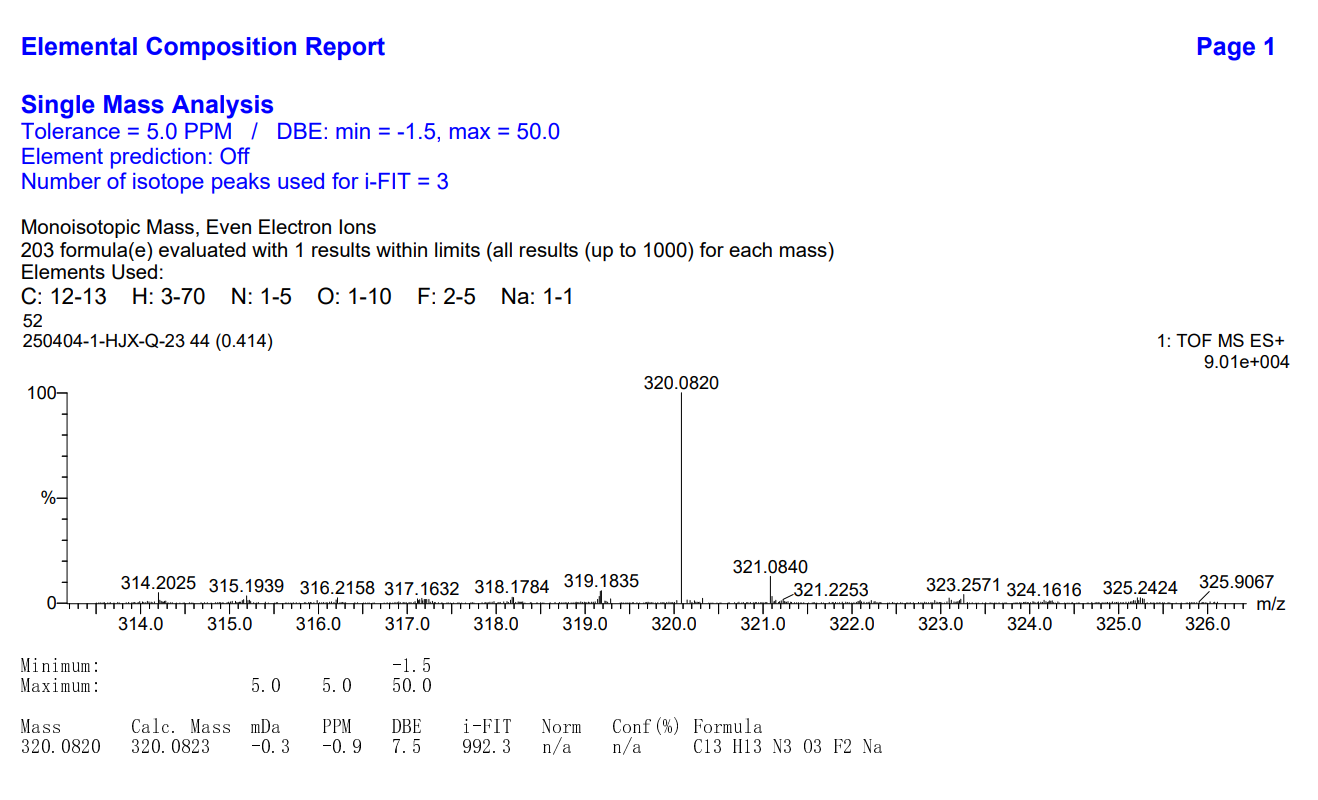 Elemental Composition Report Page 1
Single Mass Analysis
Tolerance = 5.0 PPM / DBE: min = -1.5, max = 50.0
Element prediction: Off
Number of isotope peaks used for i-FIT = 3
Monoisotopic Mass, Even Electron Ions
203 formula(e) evaluated with 1 results within limits (all results (up to 1000) for each mass)
Elements Used:
C: 12-13 H: 3-70 N: 1-5 O: 1-10 F: 2-5 Na: 1-1
52
250404-1-HJX-Q-23 44 (0.414) 1: TOF MS ES+
9.01e+004
320.0820
100
%
321.0840
314.2025 315.1939 316.2158 317.1632 318.1784 319.1835 321.2253 323.2571 324.1616 325.2424 325.9067
0 m/z
314.0 315.0 316.0 317.0 318.0 319.0 320.0 321.0 322.0 323.0 324.0 325.0 326.0
Minimum: -1.5
Maximum: 5.0 5.0 50.0
Mass Calc. Mass mDa PPM DBE i-FIT Norm Conf(%) Formula
320.0820 320.0823 -0.3 -0.9 7.5 992.3 n/a n/a C13 H13 N3 O3 F2 Na